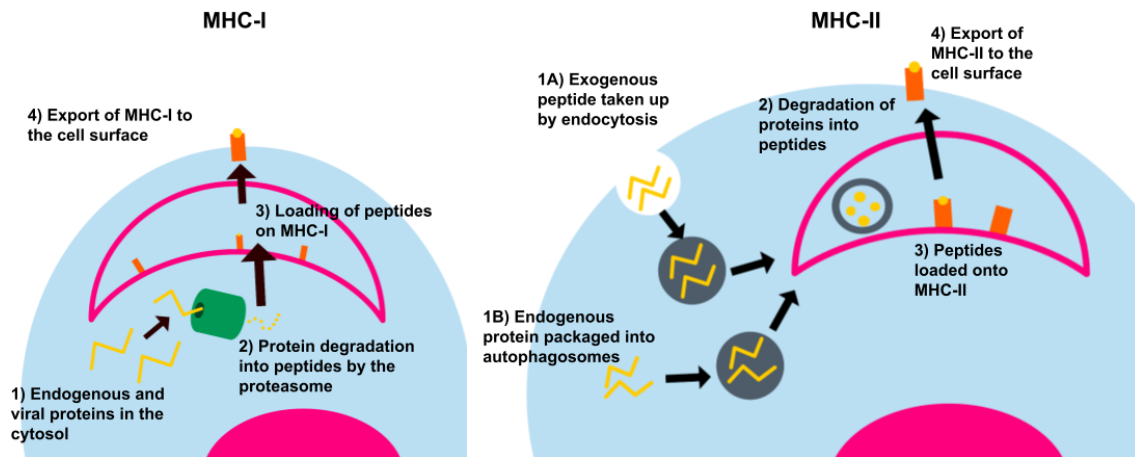 MHC-I
4) Export of MHC-I to
the cell surface
3) Loading of peptides
on MHC-I
2) Protein degradation
into peptides by the
proteasome
1) Endogenous and
viral proteins in the
cytosol
MHC-II
4) Export of
MHC-II to the
cell surface
1A) Exogenous
peptide taken up
by endocytosis
2) Degradation of
proteins into
peptides
3) Peptides
loaded onto
MHC-II
1B) Endogenous
protein packaged into
autophagosomes